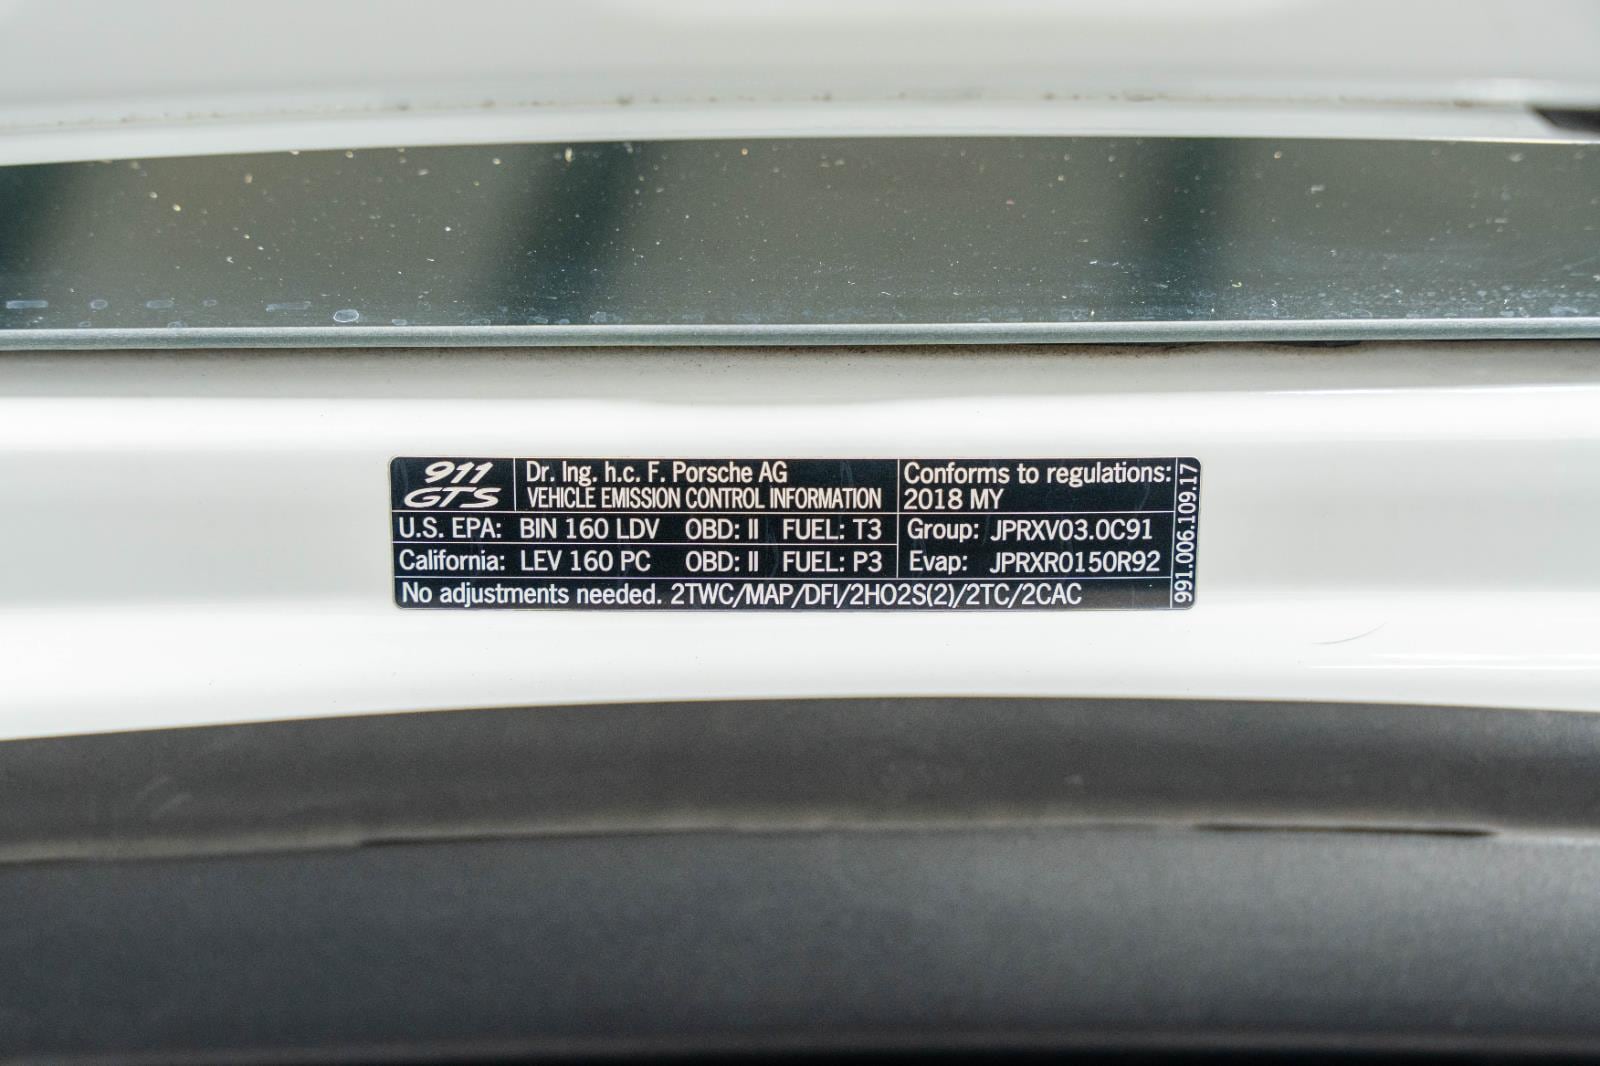 911 GTS
Dr. Ing. h.c. F. Porsche AG
VEHICLE EMISSION CONTROL INFORMATION
Conforms to regulations:
2018 MY
U.S. EPA: BIN 160 LDV OBD: II FUEL: T3
Group: JPRXV03.0C91
California: LEV 160 PC OBD: II FUEL: P3
Evap: JPRXR0150R92
No adjustments needed. 2TWC/MAP/DFI/2HO2S(2)/2TC/2CAC
991.006.109.17